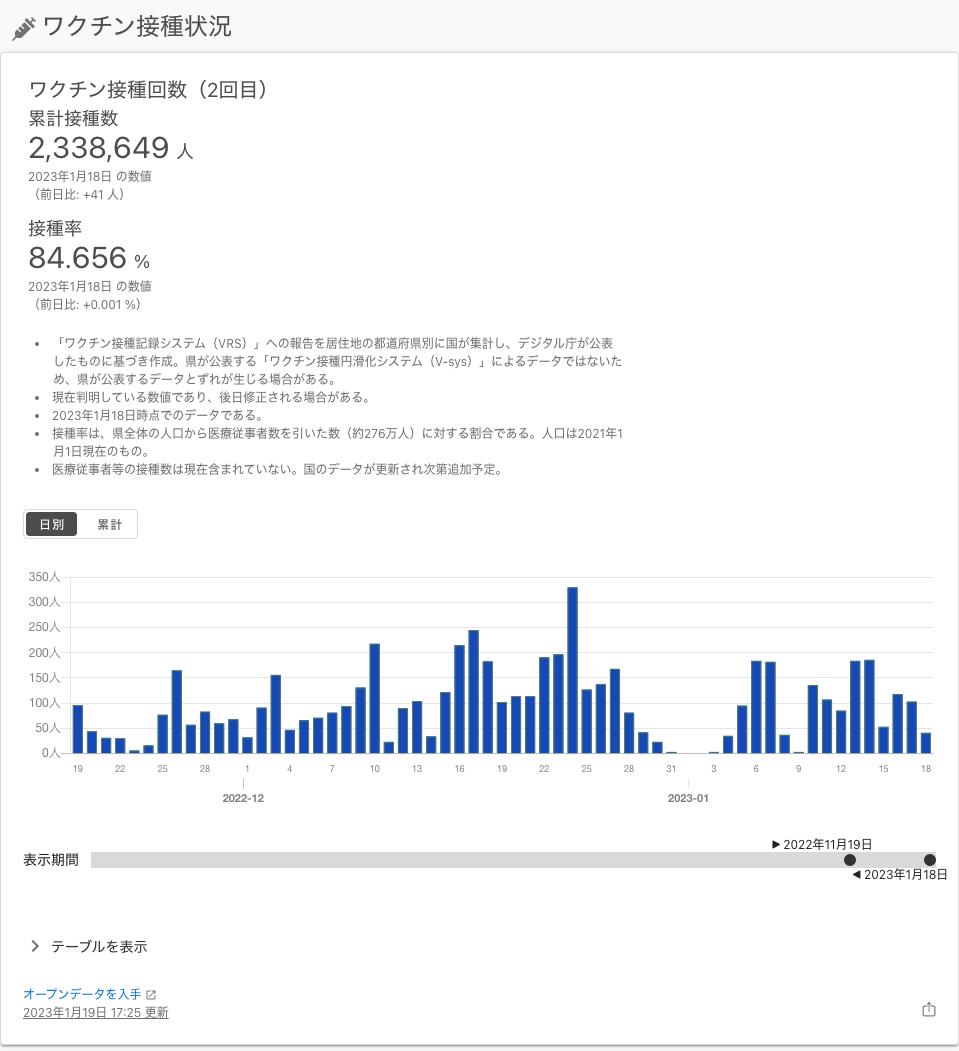 ワクチン接種状況
ワクチン接種回数（2回目）
累計接種数
2,338,649 人
2023年1月18日 の数値
（前日比: +41 人）
接種率
84.656 %
2023年1月18日 の数値
（前日比: +0.001 %）
• 「ワクチン接種記録システム（VRS）」への報告を居住地の都道府県別に国が集計し、デジタル庁が公表
したものに基づき作成。県が公表する「ワクチン接種円滑化システム（V-sys）」によるデータではないた
め、県が公表するデータとずれが生じる場合がある。
• 現在判明している数値であり、後日修正される場合がある。
• 2023年1月18日時点でのデータである。
• 接種率は、県全体の人口から医療従事者数を引いた数（約276万人）に対する割合である。人口は2021年1
月1日現在のもの。
• 医療従事者等の接種数は現在含まれていない。国のデータが更新され次第追加予定。
日別 累計
350人
300人
250人
200人
150人
100人
50人
0人
19 22 25 28 1 4 7 10 13 16 19 22 25 28 31 3 6 9 12 15 18
2022-12 2023-01
2022年11月19日
表示期間
2023年1月18日
テーブルを表示
オープンデータを入手
2023年1月19日 17:25 更新